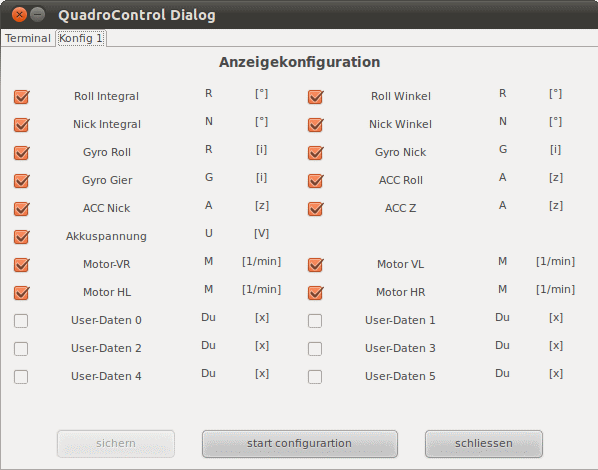 QuadroControl Dialog
Terminal Konfig 1
Anzeigekonfiguration
Roll Integral R [°] Roll Winkel R [°]
Nick Integral N [°] Nick Winkel N [°]
Gyro Roll R [i] Gyro Nick G [i]
Gyro Gier G [i] ACC Roll A [z]
ACC Nick A [z] ACC Z A [z]
Akkuspannung U [V]
Motor-VR M [1/min] Motor VL M [1/min]
Motor HL M [1/min] Motor HR M [1/min]
User-Daten 0 Du [x] User-Daten 1 Du [x]
User-Daten 2 Du [x] User-Daten 3 Du [x]
User-Daten 4 Du [x] User-Daten 5 Du [x]
sichern start configurartion schliessen